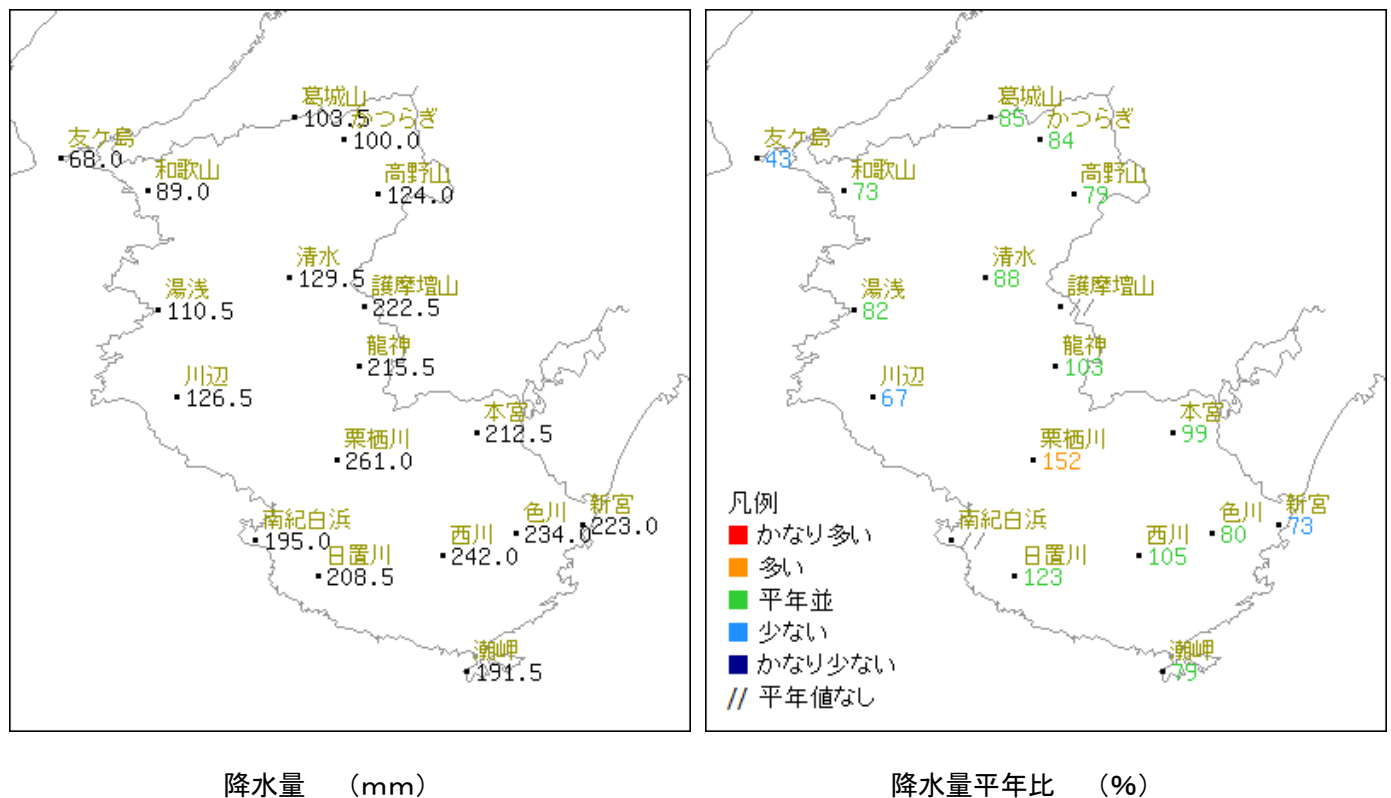 葛城山
103.5
かつらぎ
100.0
友ケ島
68.0
和歌山
89.0
高野山
124.0
清水
129.5
護摩壇山
222.5
湯浅
110.5
龍神
215.5
川辺
126.5
本宮
212.5
栗栖川
261.0
新宮
223.0
色川
234.0
南紀白浜
195.0
西川
242.0
日置川
208.5
潮岬
191.5
降水量 (mm)
葛城山
85
かつらぎ
84
友ケ島
43
和歌山
73
高野山
79
清水
88
護摩壇山
//
湯浅
82
龍神
103
川辺
67
本宮
99
栗栖川
152
新宮
73
色川
80
南紀白浜
//
西川
105
日置川
123
潮岬
79
凡例
かなり多い
多い
平年並
少ない
かなり少ない
// 平年値なし
降水量平年比 (%)